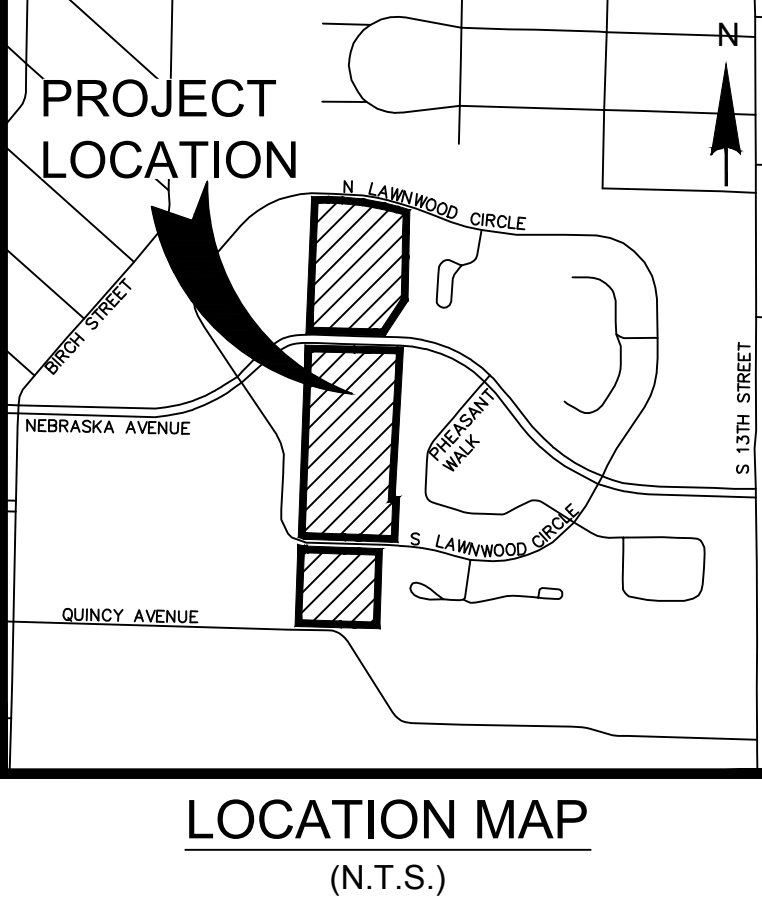 N
PROJECT
LOCATION
N LAWNWOOD CIRCLE
BIRCH STREET
NEBRASKA AVENUE
PHEASANT
WALK
S 13TH STREET
S LAWNWOOD CIRCLE
QUINCY AVENUE
LOCATION MAP
(N.T.S.)